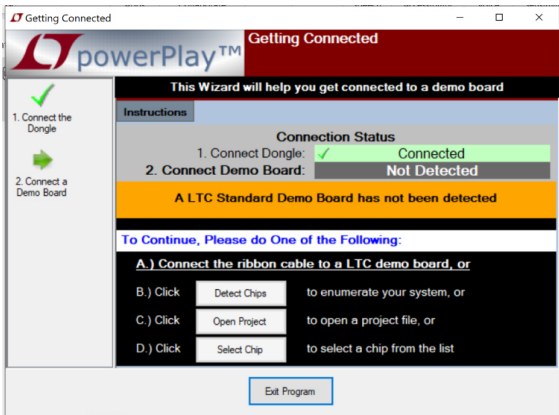 Getting Connected
powerPlay™
Getting Connected
This Wizard will help you get connected to a demo board
1. Connect the
Dongle
2. Connect a
Demo Board
Instructions
Connection Status
1. Connect Dongle: Connected
2. Connect Demo Board: Not Detected
A LTC Standard Demo Board has not been detected
To Continue, Please do One of the Following:
A.) Connect the ribbon cable to a LTC demo board, or
B.) Click Detect Chips to enumerate your system, or
C.) Click Open Project to open a project file, or
D.) Click Select Chip to select a chip from the list
Exit Program